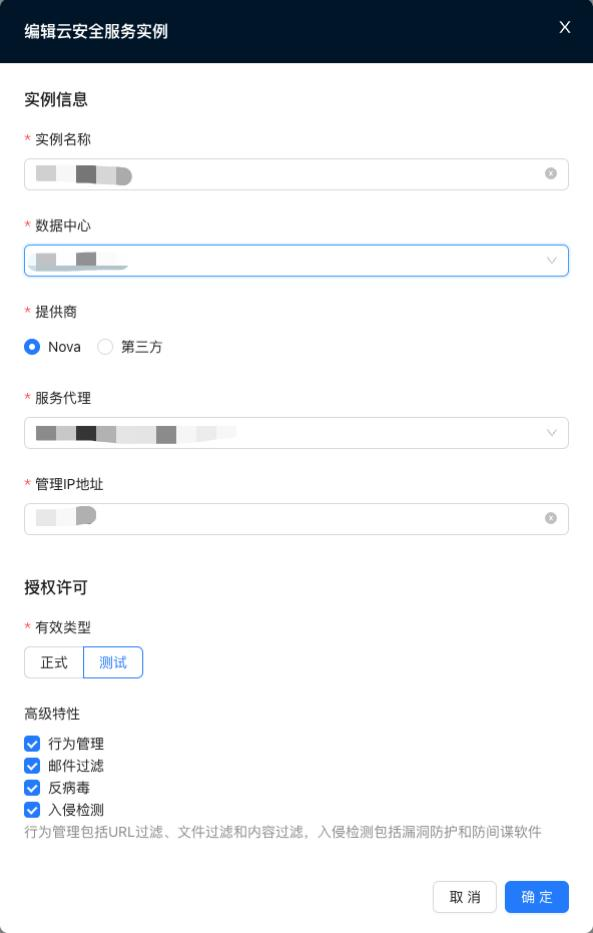 编辑云安全服务实例 X
实例信息
* 实例名称
* 数据中心
* 提供商
Nova 第三方
* 服务代理
* 管理IP地址
授权许可
* 有效类型
正式 测试
高级特性
行为管理
邮件过滤
反病毒
入侵检测
行为管理包括URL过滤、文件过滤和内容过滤，入侵检测包括漏洞防护和防间谍软件
取 消 确 定